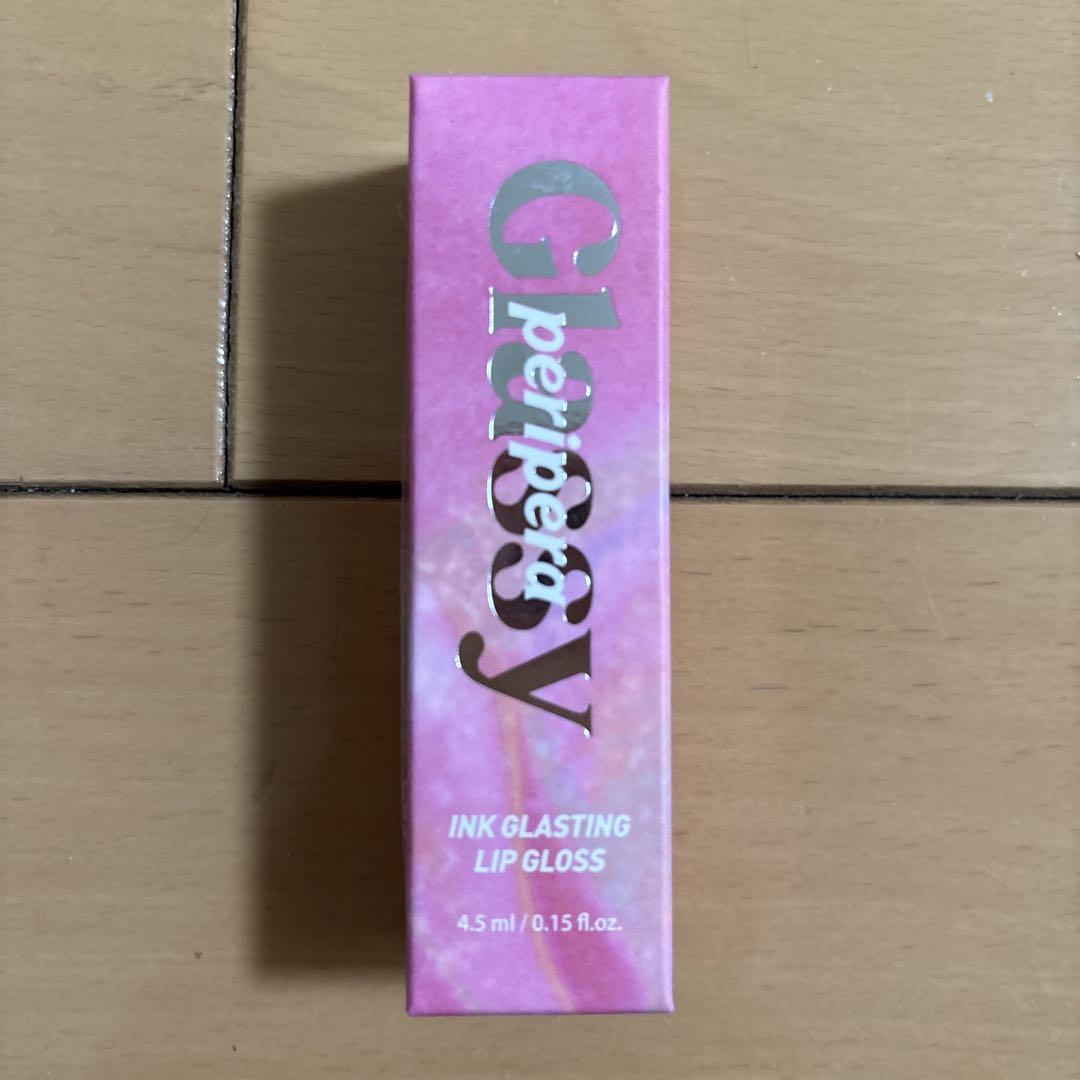 Glassy
peripera
INK GLASTING
LIP GLOSS
4.5 ml / 0.15 fl.oz.